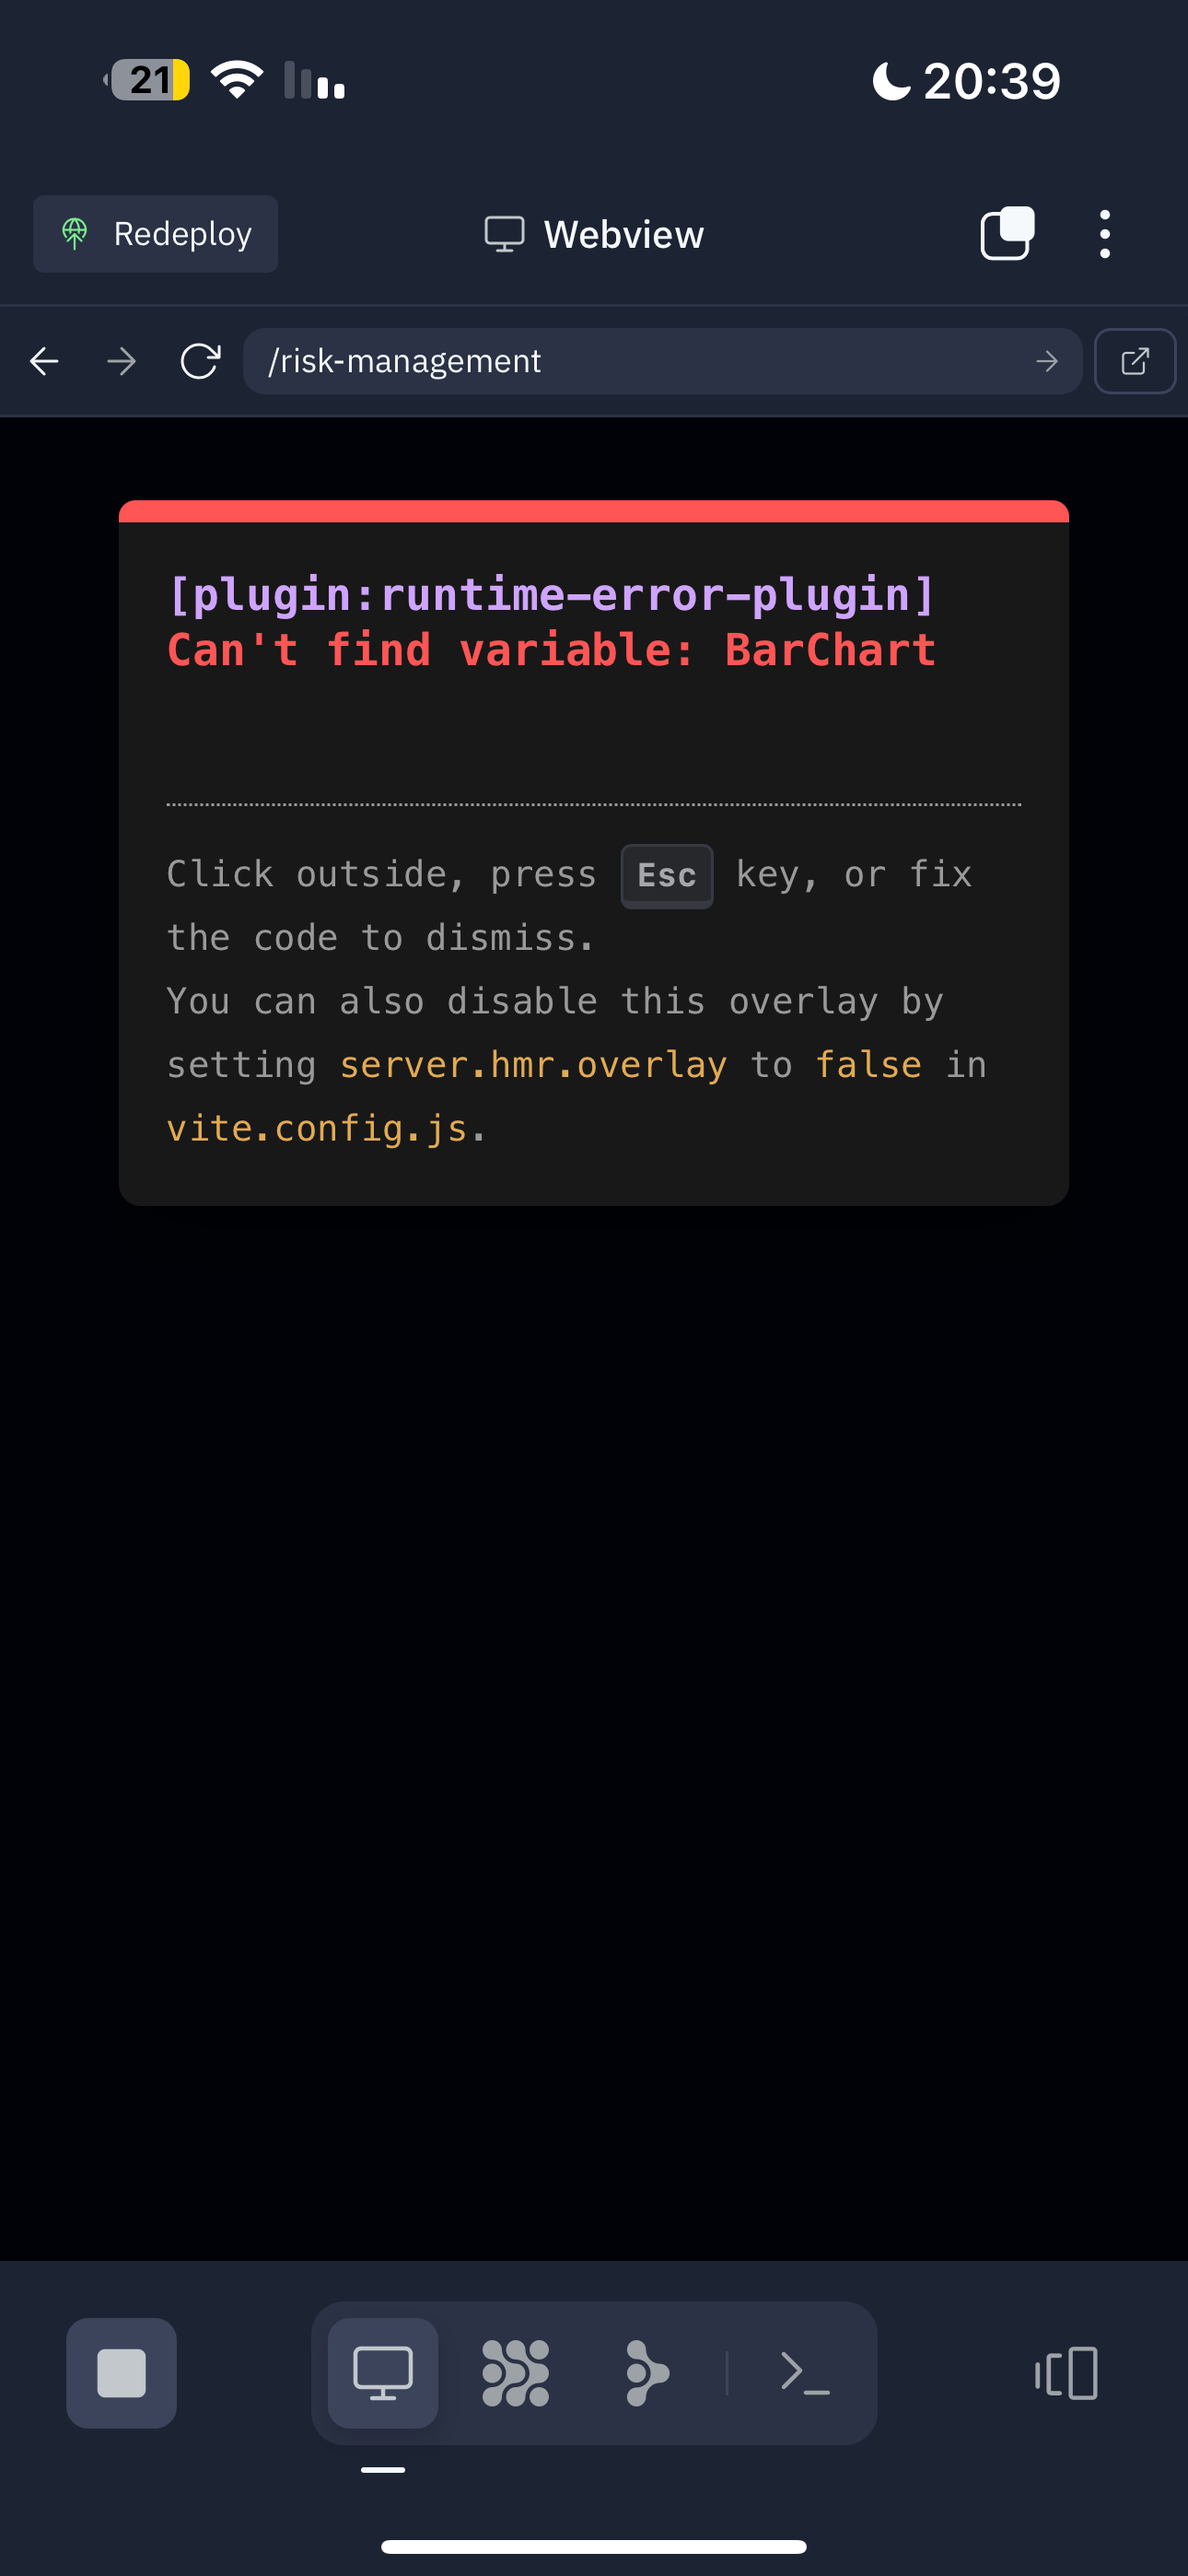 21
20:39
Redeploy
Webview
/risk-management
[plugin:runtime-error-plugin]
Can't find variable: BarChart
Click outside, press Esc key, or fix
the code to dismiss.
You can also disable this overlay by
setting server.hmr.overlay to false in
vite.config.js.